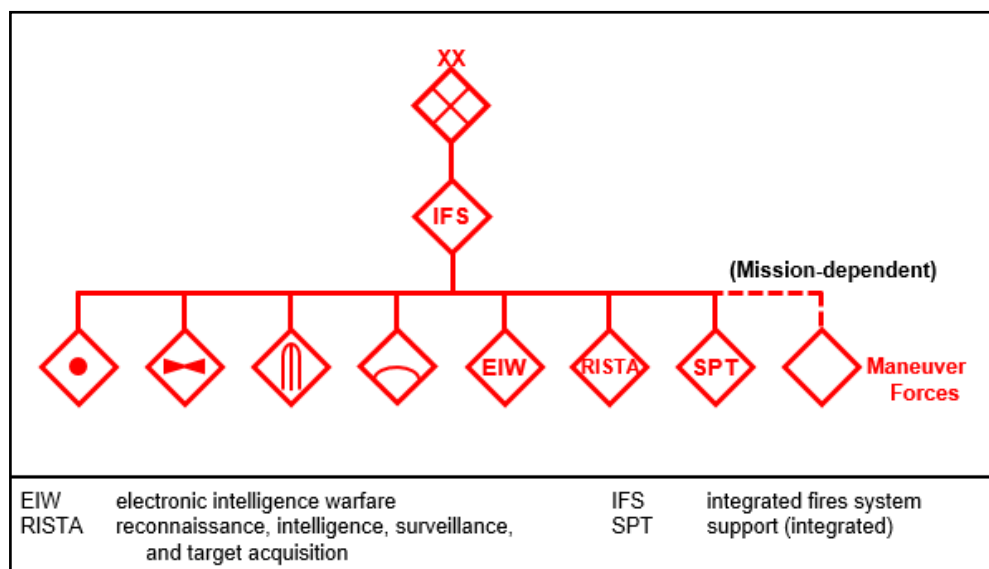 XX
IFS
(Mission-dependent)
EIW
RISTA
SPT
Maneuver
Forces
EIW electronic intelligence warfare
RISTA reconnaissance, intelligence, surveillance,
and target acquisition
IFS integrated fires system
SPT support (integrated)